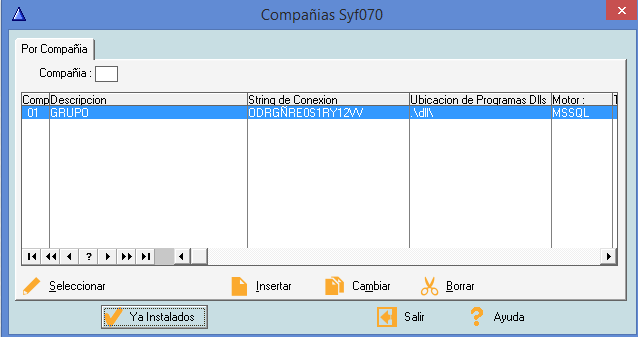 Compañias Syf070
Por Compañia
Compañia :
Comp Descripcion String de Conexion Ubicacion de Programas Dlls Motor :
01 GRUPO ODRGÑRE0S1RY12VV .\dll\ MSSQL
?
Seleccionar Insertar Cambiar Borrar
Ya Instalados Salir ? Ayuda